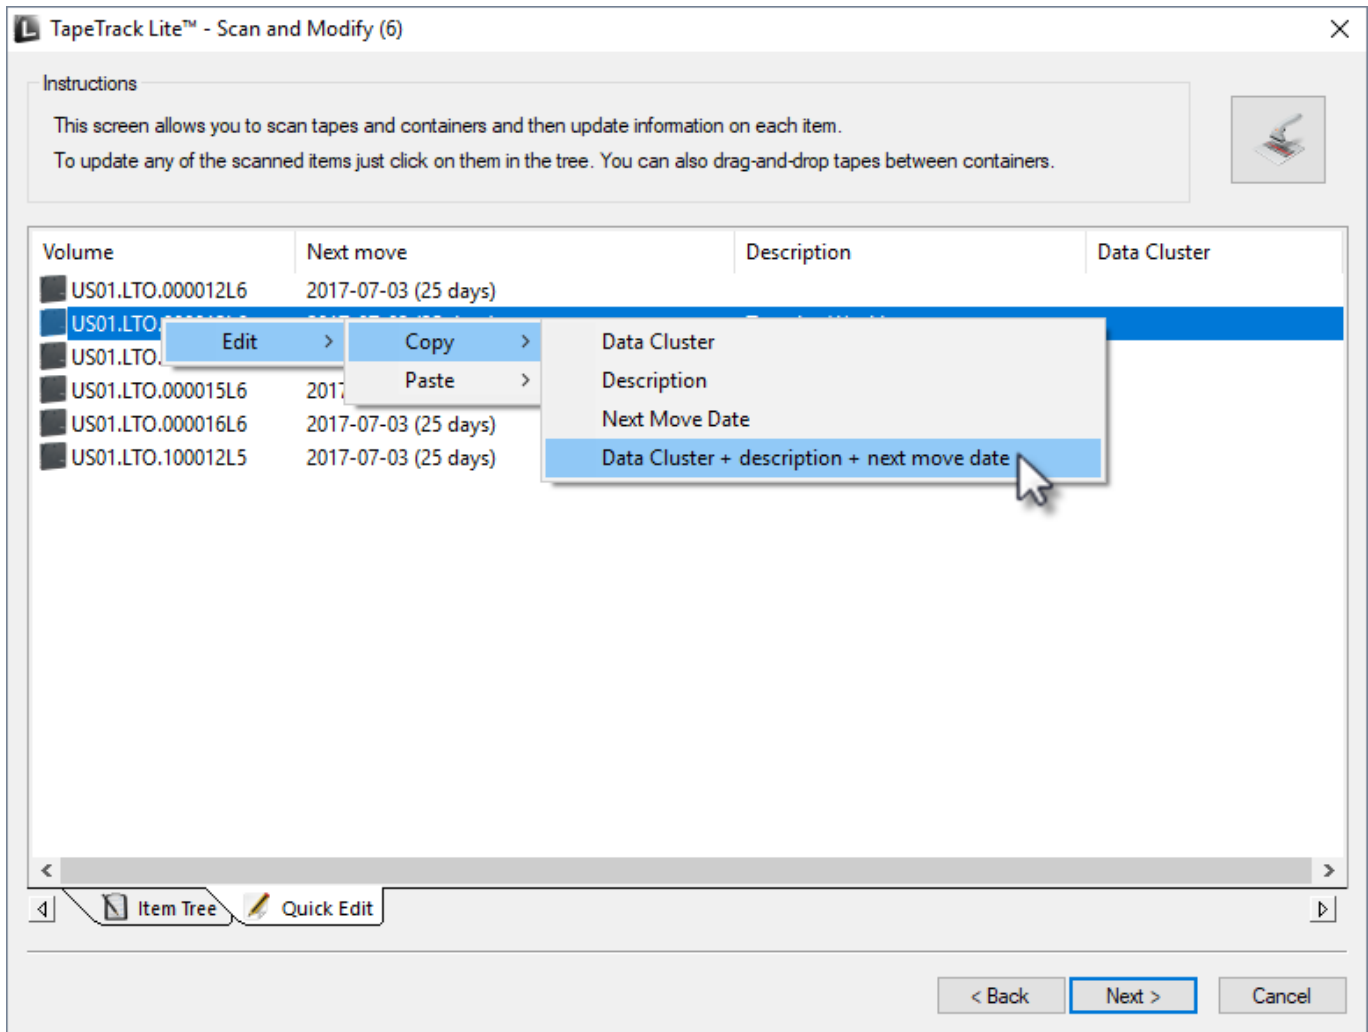 TapeTrack Lite™ - Scan and Modify (6)
Instructions
This screen allows you to scan tapes and containers and then update information on each item.
To update any of the scanned items just click on them in the tree. You can also drag-and-drop tapes between containers.
Volume Next move Description Data Cluster
US01.LTO.000012L6 2017-07-03 (25 days)
US01.LTO.
Edit > Copy > Data Cluster
US01.LTO.
Paste > Description
US01.LTO.000015L6 2017
Next Move Date
US01.LTO.000016L6 2017-07-03 (25 days)
US01.LTO.100012L5 2017-07-03 (25 days) Data Cluster + description + next move date
Item Tree Quick Edit
< Back Next > Cancel